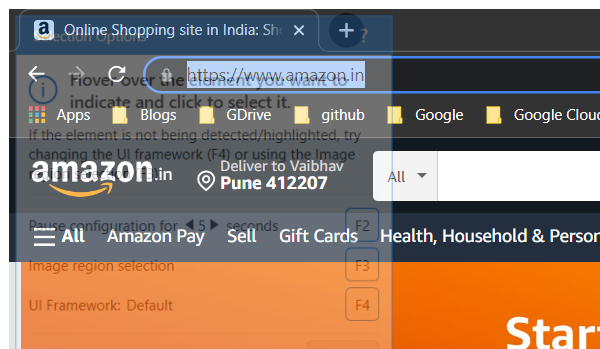 Online Shopping site in India: Sh
Selection Options
?
https://www.amazon.in
Hover over the element you want to
indicate and click to select it.
Apps Blogs GDrive github Google Google Cloud
If the element is not being detected/highlighted, try
changing the UI framework (F4) or using the Image
amazon.in
Deliver to Vaibhav
Pune 412207
All
Pause configuration for 5 seconds F2
All Amazon Pay Sell Gift Cards Health, Household & Person
Image region selection F3
UI Framework: Default F4
Star